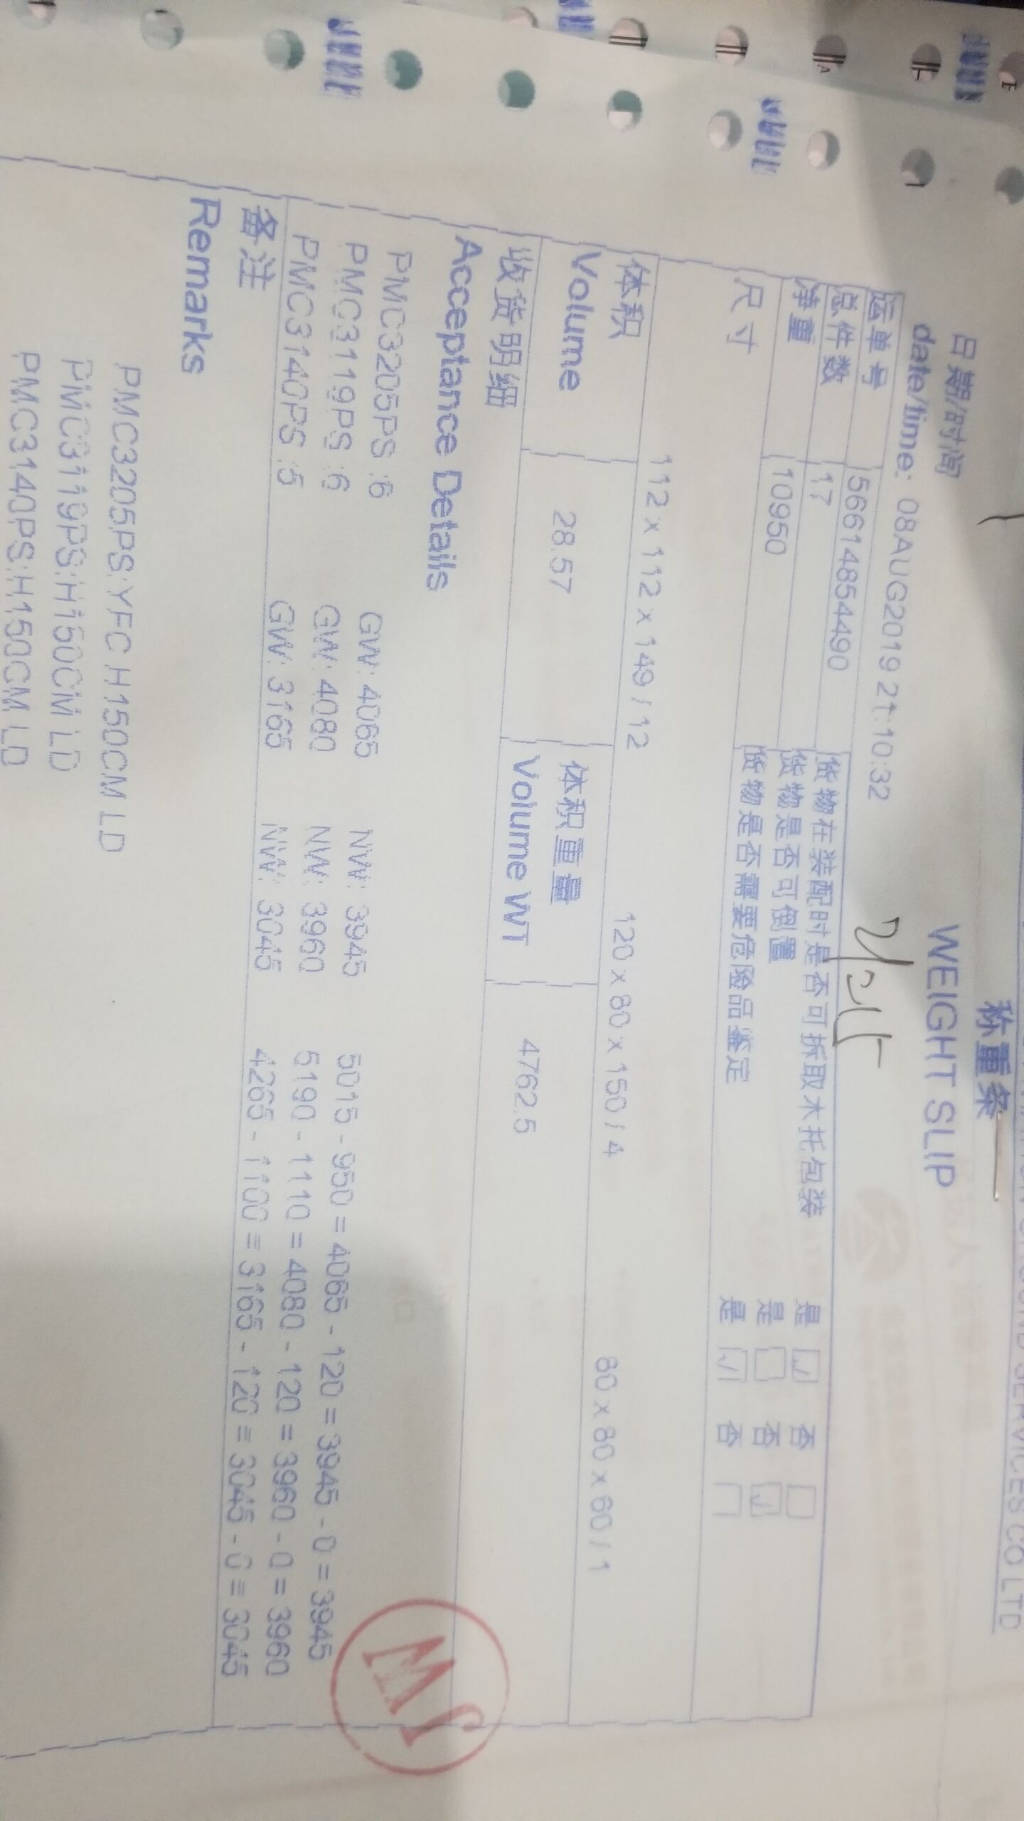 SERVICES CO LTD
称重条
WEIGHT SLIP
日期/时间
date/time: 08AUG2019 21:10:32
运单号 56614854490 货物在装配时是否可拆取木托包装 是 ☑ 否 ☐
总件数 17 货物是否可倒置 是 ☐ 否 ☑
净重 10950 货物是否需要危险品鉴定 是 ☑ 否 ☐
尺寸
112 x 112 x 149 / 12 120 x 80 x 150 / 4 80 x 80 x 60 / 1
体积
Volume 28.57 体积重量
Volume WT 4762.5
收货明细
Acceptance Details
PMC3205PS :6 GW: 4065 NW: 3945 5015 - 950 = 4065 - 120 = 3945 - 0 = 3945
PMC3119PS :6 GW: 4080 NW: 3960 5190 - 1110 = 4080 - 120 = 3960 - 0 = 3960
PMC3140PS :5 GW: 3165 NW: 3045 4265 - 1100 = 3165 - 120 = 3045 - 0 = 3045
备注
Remarks
PMC3205PS:YFC H150CM LD
PMC3119PS:H150CM LD
PMC3140PS:H150CM LD